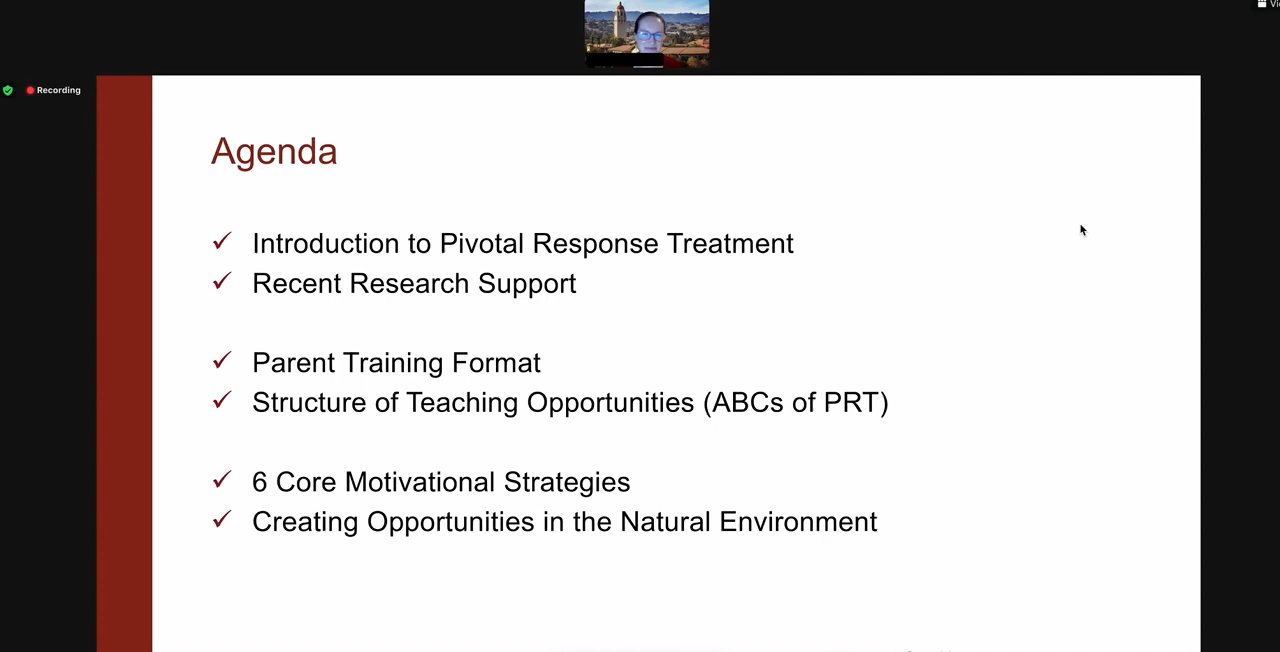 Vi
Recording
Agenda
✓ Introduction to Pivotal Response Treatment
✓ Recent Research Support
✓ Parent Training Format
✓ Structure of Teaching Opportunities (ABCs of PRT)
✓ 6 Core Motivational Strategies
✓ Creating Opportunities in the Natural Environment